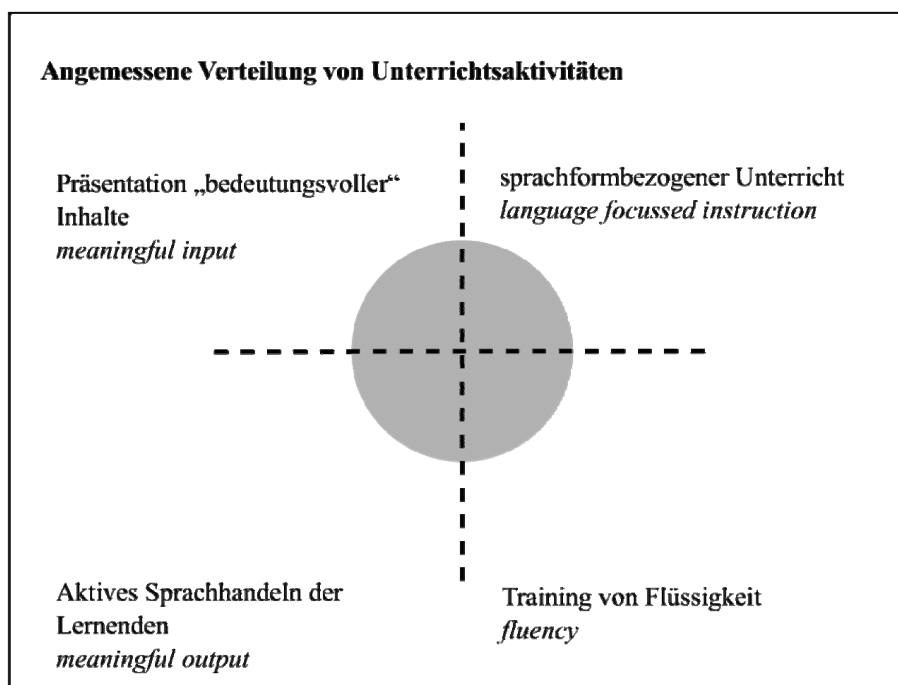 Angemessene Verteilung von Unterrichtsaktivitäten
Präsentation „bedeutungsvoller“
Inhalte
meaningful input
sprachformbezogener Unterricht
language focussed instruction
Aktives Sprachhandeln der
Lernenden
meaningful output
Training von Flüssigkeit
fluency